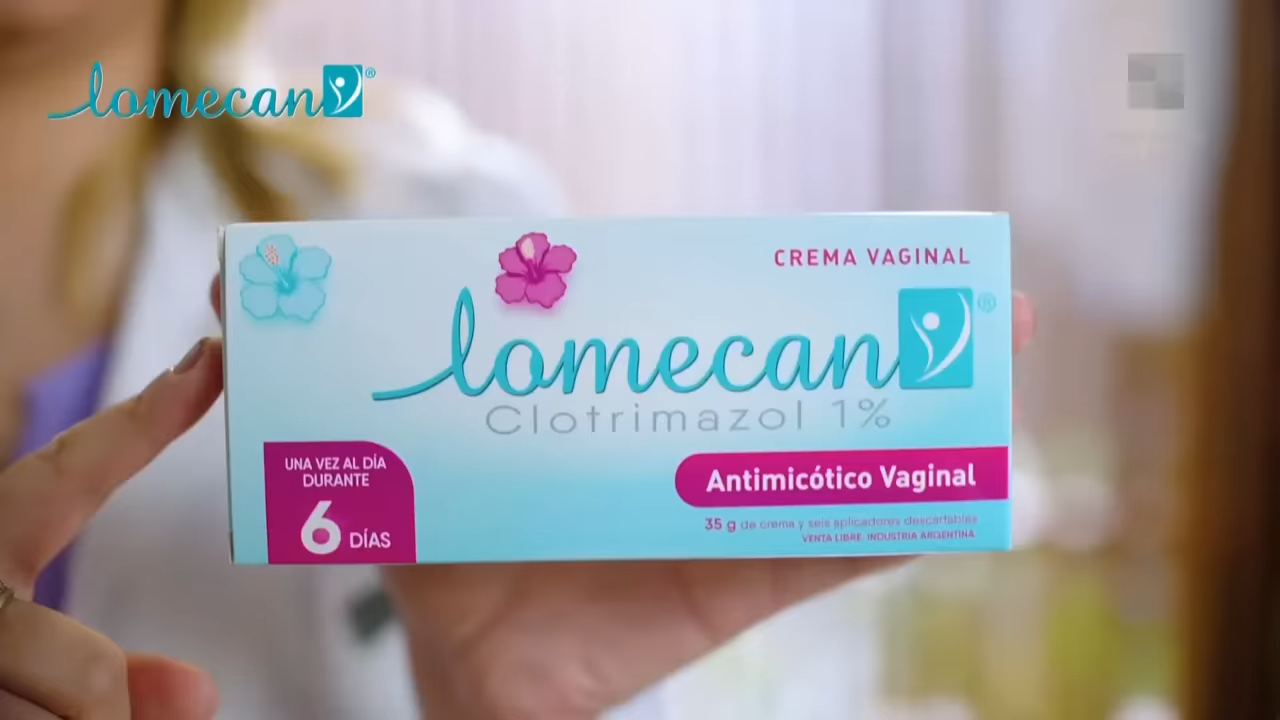 lomecan®
CREMA VAGINAL
lomecan®
Clotrimazol 1%
UNA VEZ AL DÍA
DURANTE
6 DÍAS
Antimicótico Vaginal
35 g de crema y seis aplicadores descartables
VENTA LIBRE. INDUSTRIA ARGENTINA